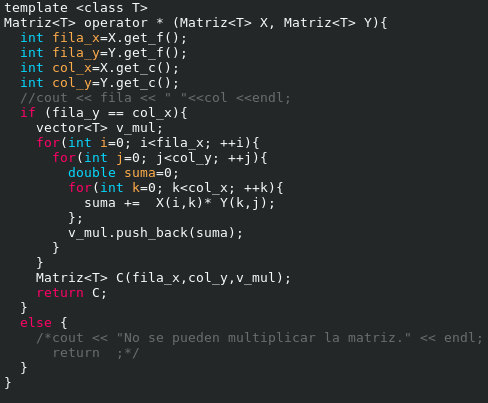 template <class T>
Matriz<T> operator * (Matriz<T> X, Matriz<T> Y){
  int fila_x=X.get_f();
  int fila_y=Y.get_f();
  int col_x=X.get_c();
  int col_y=Y.get_c();
  //cout << fila << " "<<col <<endl;
  if (fila_y == col_x){
    vector<T> v_mul;
    for(int i=0; i<fila_x; ++i){
      for(int j=0; j<col_y; ++j){
        double suma=0;
        for(int k=0; k<col_x; ++k){
          suma +=  X(i,k)* Y(k,j);
        };
        v_mul.push_back(suma);
      }
    }
    Matriz<T> C(fila_x,col_y,v_mul);
    return C;
  }
  else {
    /*cout << "No se pueden multiplicar la matriz." << endl;
      return  ;*/
  }
}